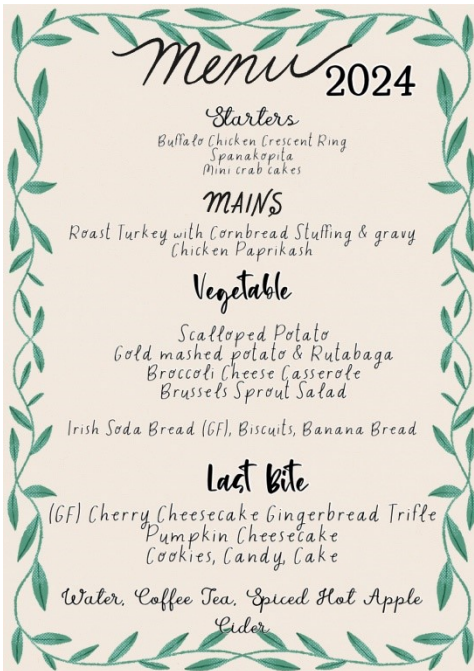 Menu 2024
Starters
Buffalo Chicken Crescent Ring
Spanakopita
Mini crab cakes
MAINS
Roast Turkey with Cornbread Stuffing & gravy
Chicken Paprikash
Vegetable
Scalloped Potato
Gold mashed potato & Rutabaga
Broccoli Cheese Casserole
Brussels Sprout Salad
Irish Soda Bread (GF), Biscuits, Banana Bread
Last Bite
(GF) Cherry Cheesecake Gingerbread Trifle
Pumpkin Cheesecake
Cookies, Candy, Cake
Water, Coffee Tea, Spiced Hot Apple
Cider